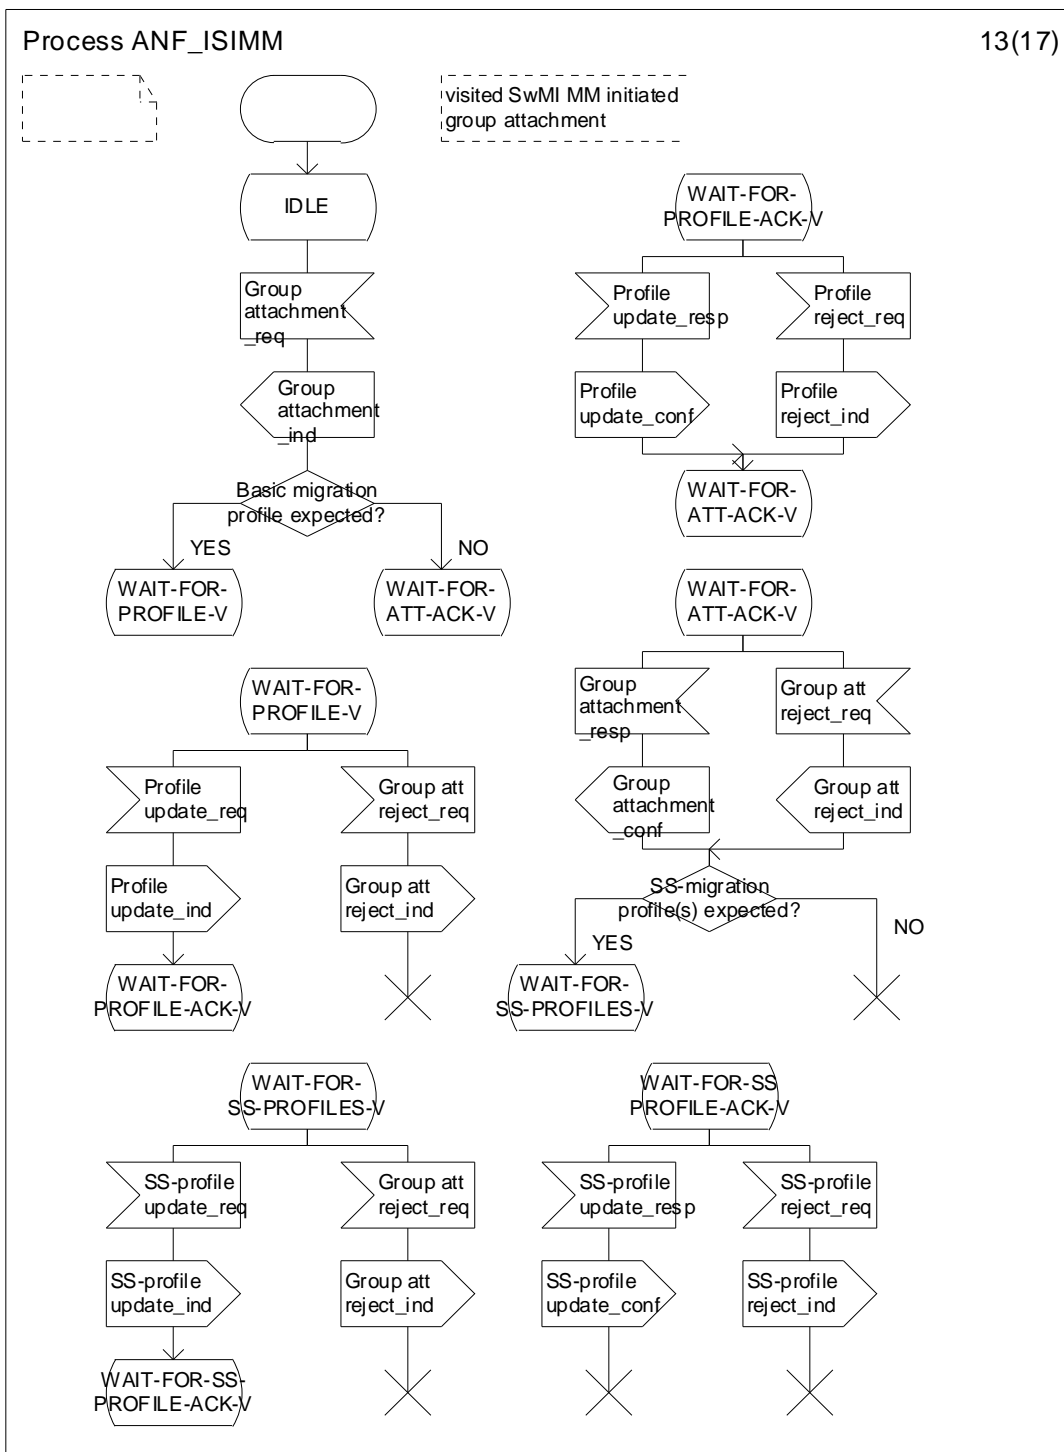 Process ANF_ISIMM
13(17)
visited SwMI MM initiated
group attachment
IDLE
Group
attachment
_req
Group
attachment
_ind
Basic migration
profile expected?
YES
NO
WAIT-FOR-
PROFILE-V
WAIT-FOR-
ATT-ACK-V
WAIT-FOR-
PROFILE-ACK-V
Profile
update_resp
Profile
reject_req
Profile
update_conf
Profile
reject_ind
WAIT-FOR-
ATT-ACK-V
WAIT-FOR-
PROFILE-V
Profile
update_req
Group att
reject_req
Profile
update_ind
Group att
reject_ind
WAIT-FOR-
PROFILE-ACK-V
WAIT-FOR-
ATT-ACK-V
Group
attachment
_resp
Group att
reject_req
Group
attachment
_conf
Group att
reject_ind
SS-migration
profile(s) expected?
YES
NO
WAIT-FOR-
SS-PROFILES-V
WAIT-FOR-
SS-PROFILES-V
SS-profile
update_req
Group att
reject_req
SS-profile
update_ind
Group att
reject_ind
WAIT-FOR-SS-
PROFILE-ACK-V
WAIT-FOR-SS
PROFILE-ACK-V
SS-profile
update_resp
SS-profile
reject_req
SS-profile
update_conf
SS-profile
reject_ind